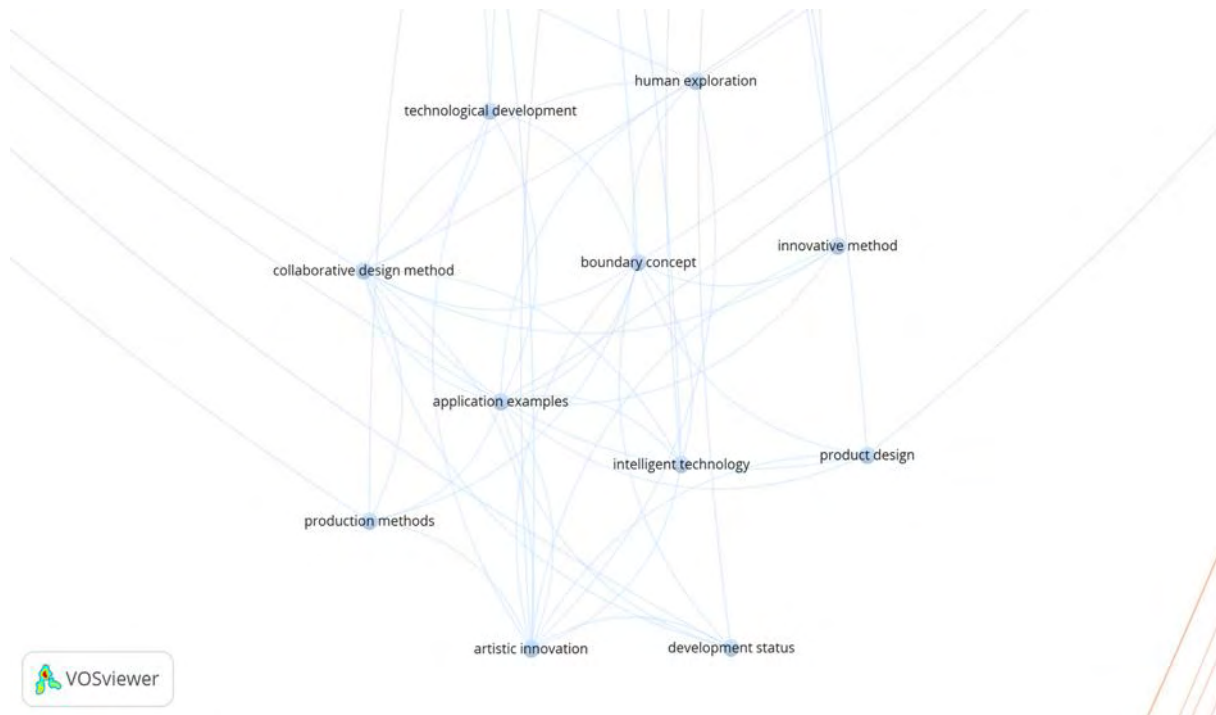 human exploration
technological development
innovative method
boundary concept
collaborative design method
application examples
product design
intelligent technology
production methods
artistic innovation
development status
VOSviewer